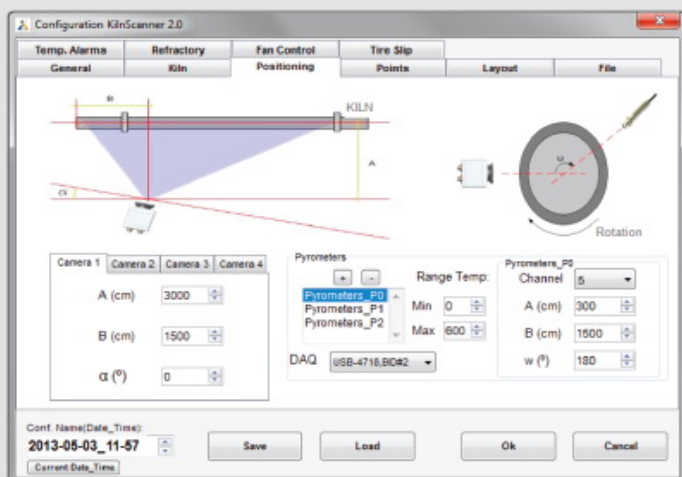 Configuration KilnScanner 2.0
Temp. Alarms Refractory Fan Control Tire Slip
General Kiln Positioning Points Layout File
B
KILN
A
α
ω
Rotation
Camera 1 Camera 2 Camera 3 Camera 4
A (cm) 3000
B (cm) 1500
α (º) 0
Pyrometers
+ -
Pyrometers_P0
Pyrometers_P1
Pyrometers_P2
DAQ USB-4718,BID#2
Range Temp:
Min 0
Max 600
Pyrometers_P0
Channel 5
A (cm) 300
B (cm) 1500
w (º) 180
Conf. Name(Date_Time):
2013-05-03_11-57
Current Date_Time
Save Load Ok Cancel